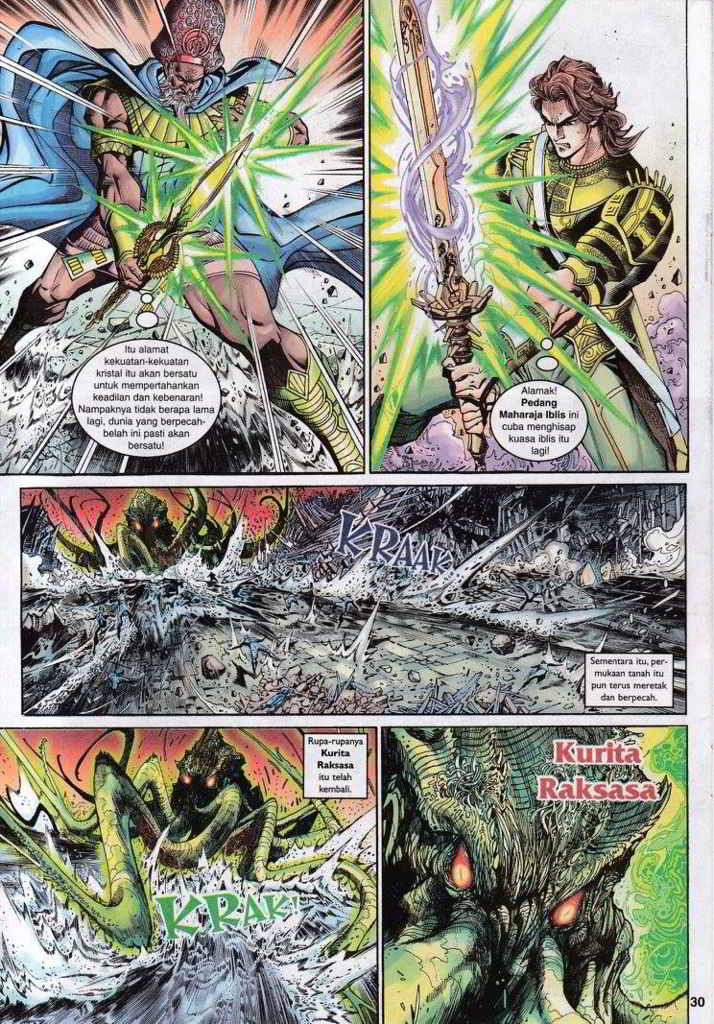 Itu alamat
kekuatan-kekuatan
kristal itu akan bersatu
untuk mempertahankan
keadilan dan kebenaran!
Nampaknya tidak berapa lama
lagi, dunia yang berpecah-
belah ini pasti akan
bersatu!
Alamak!
Pedang
Maharaja Iblis ini
cuba menghisap
kuasa iblis itu
lagi!
KRAAK
Sementara itu, per-
mukaan tanah itu
pun terus meretak
dan berpecah.
Rupa-rupanya
Kurita
Raksasa
itu telah
kembali.
KRAK!
Kurita
Raksasa
30